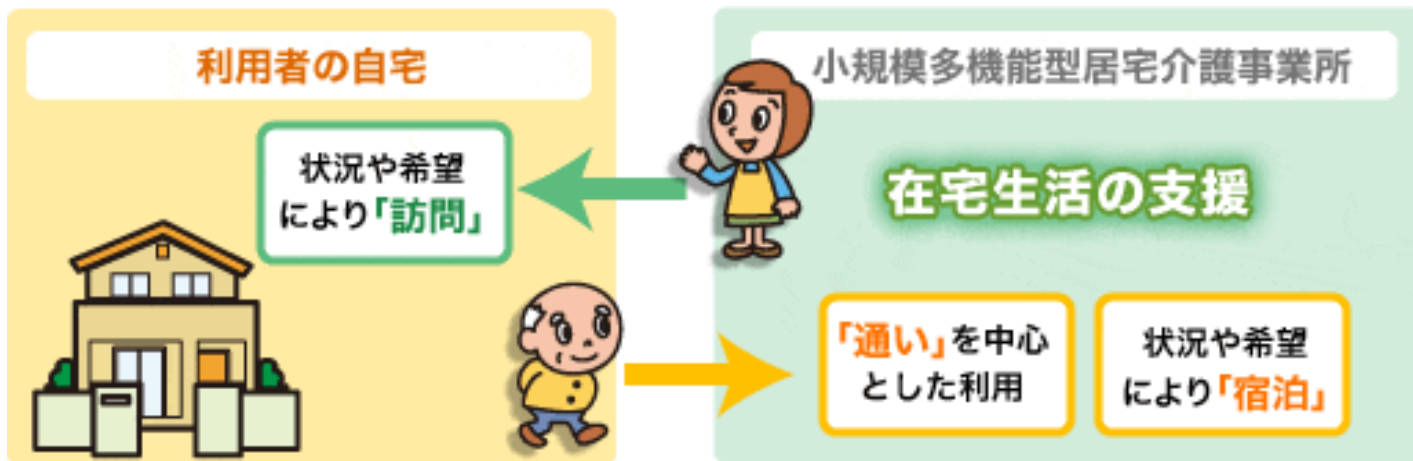 利用者の自宅
状況や希望
により「訪問」
小規模多機能型居宅介護事業所
在宅生活の支援
「通い」を中心
とした利用
状況や希望
により「宿泊」